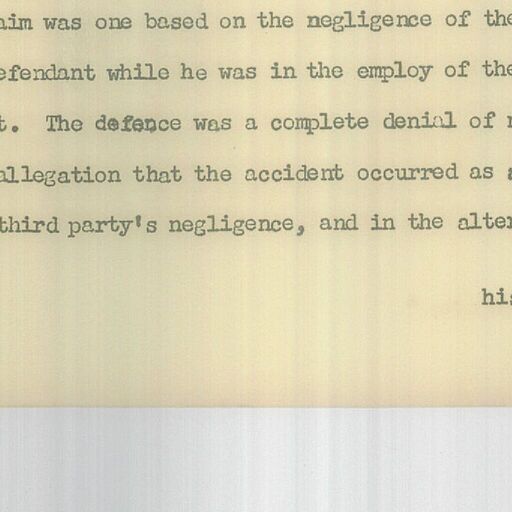 aim was one based on the negligence of the
efendant while he was in the employ of the
t. The defence was a complete denial of
allegation that the accident occurred as a
third party's negligence, and in the alter
his